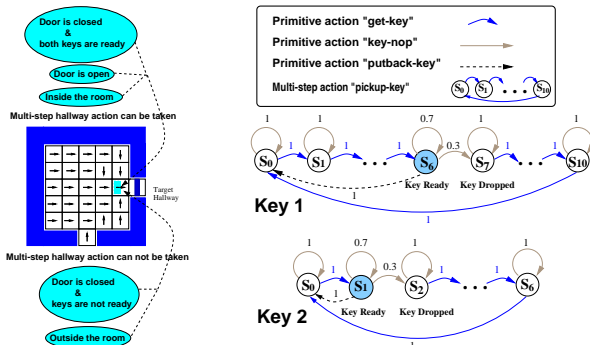 Door is closed
&
both keys are ready
Door is open
Inside the room
Multi-step hallway action can be taken
Target
Hallway
Multi-step hallway action can not be taken
Door is closed
&
keys are not ready
Outside the room
Primitive action "get-key"
Primitive action "key-nop"
Primitive action "putback-key"
Multi-step action "pickup-key"
S0 S1 . . . S10
1 1 0.7 1 1
1 1 1 0.3 1 1
S0 S1 . . . S6 S7 . . . S10
Key Ready Key Dropped
1
Key 1
1
1 0.7 1 1
1 0.3 1 1
S0 S1 S2 . . . S6
1
Key Ready Key Dropped
Key 2
1